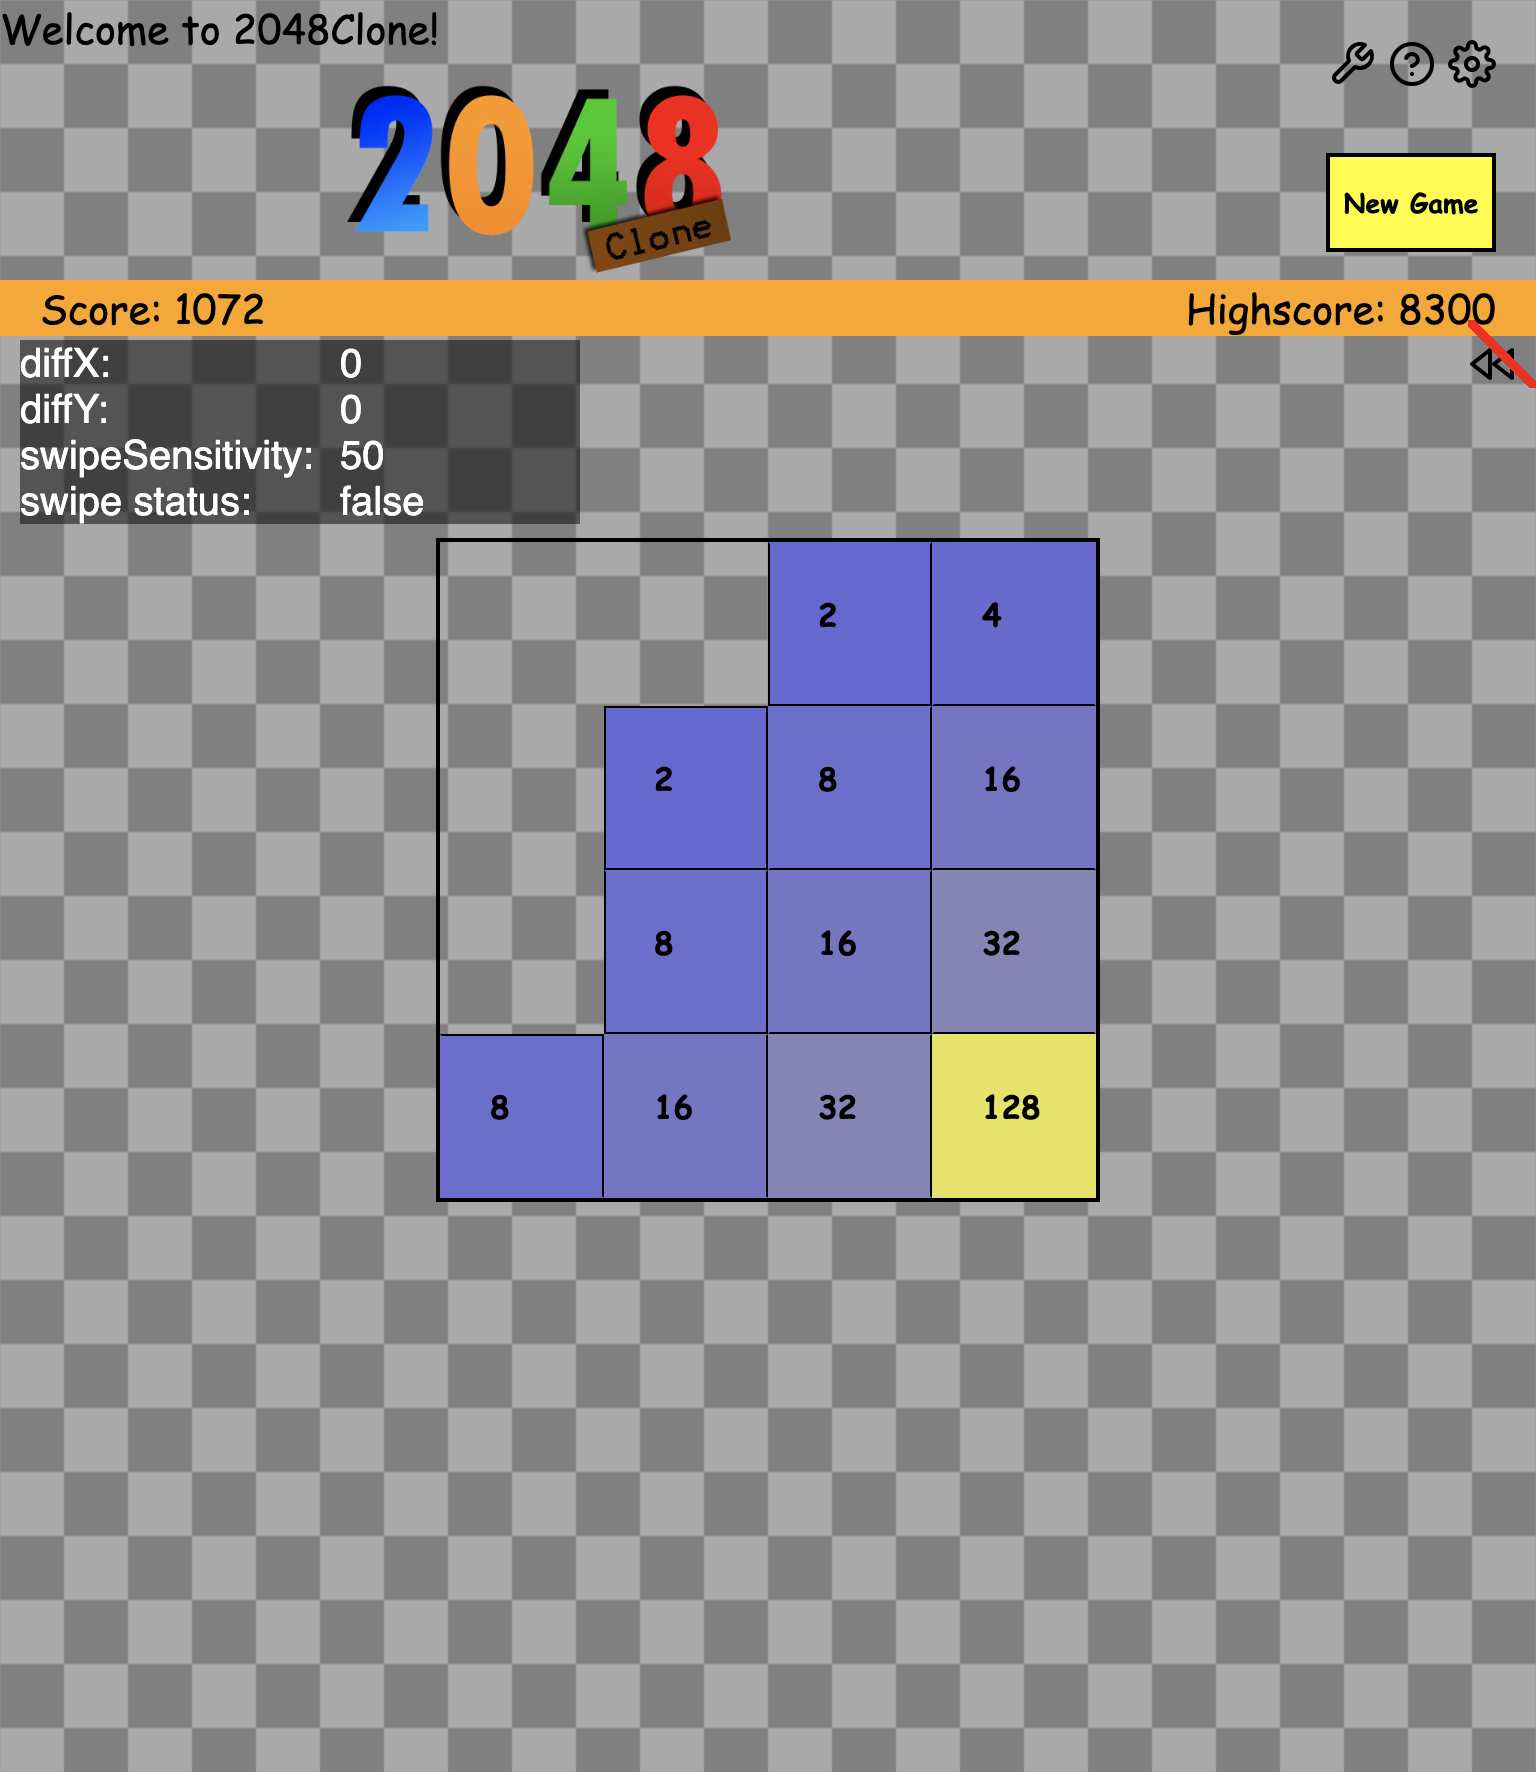 Welcome to 2048Clone!
2048
Clone
New Game
Score: 1072 Highscore: 8300
diffX: 0
diffY: 0
swipeSensitivity: 50
swipe status: false
2 4
2 8 16
8 16 32
8 16 32 128